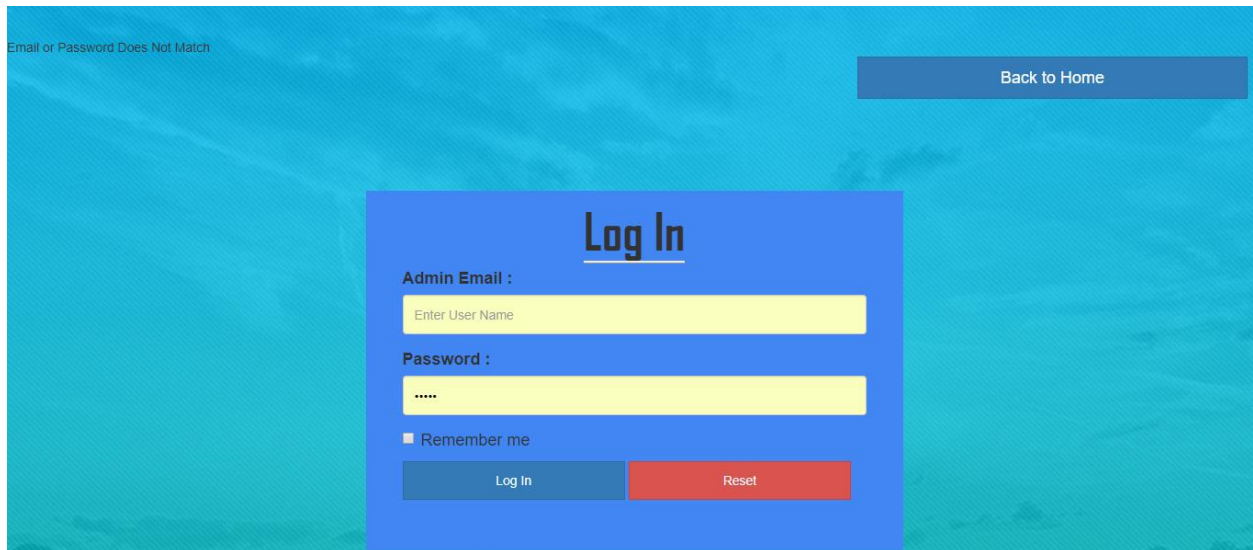 Email or Password Does Not Match
Back to Home
Log In
Admin Email :
Enter User Name
Password :
•••••
Remember me
Log In Reset